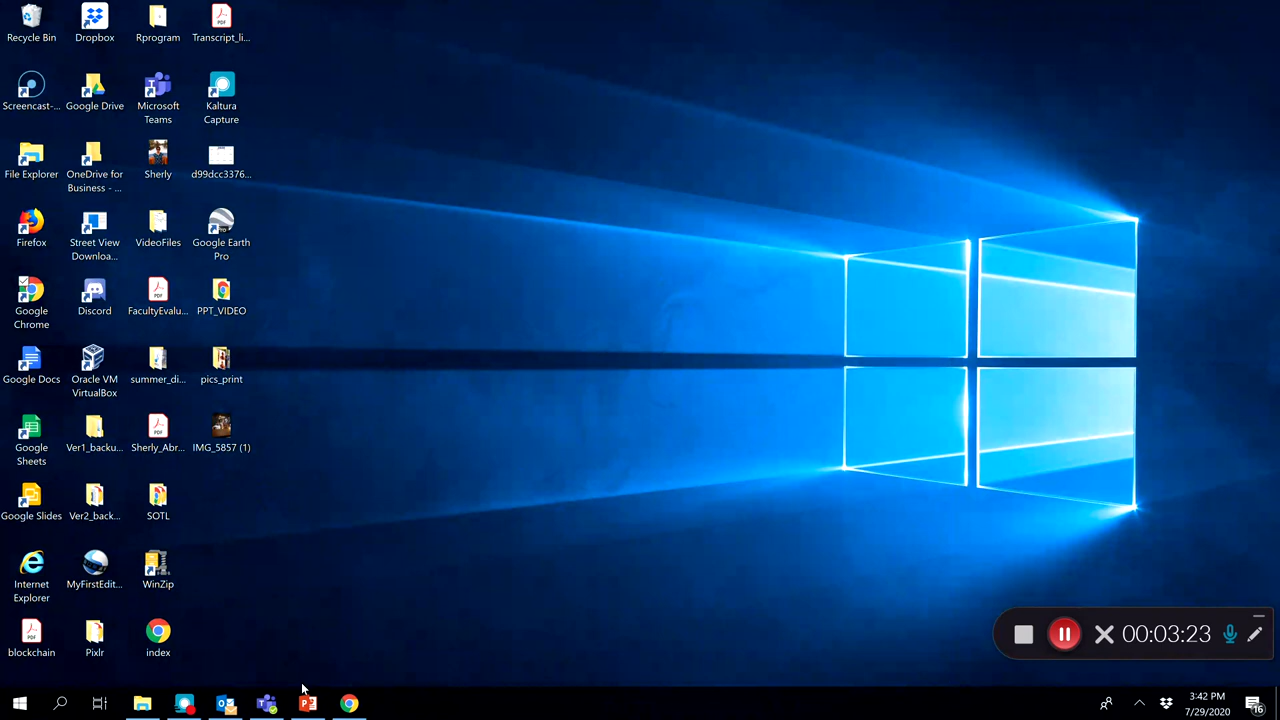 Recycle Bin
Dropbox
Rprogram
Transcript_li...
Screencast-...
Google Drive
Microsoft
Teams
Kaltura
Capture
File Explorer
OneDrive for
Business - ...
Sherly
d99dcc3376...
Firefox
Street View
Downloa...
VideoFiles
Google Earth
Pro
Google
Chrome
Discord
FacultyEvalu...
PPT_VIDEO
Google Docs
Oracle VM
VirtualBox
summer_di...
pics_print
Google
Sheets
Ver1_backu...
Sherly_Abr...
IMG_5857 (1)
Google Slides
Ver2_back...
SOTL
Internet
Explorer
MyFirstEdit...
WinZip
blockchain
Pixlr
index
00:03:23
3:42 PM
7/29/2020
16